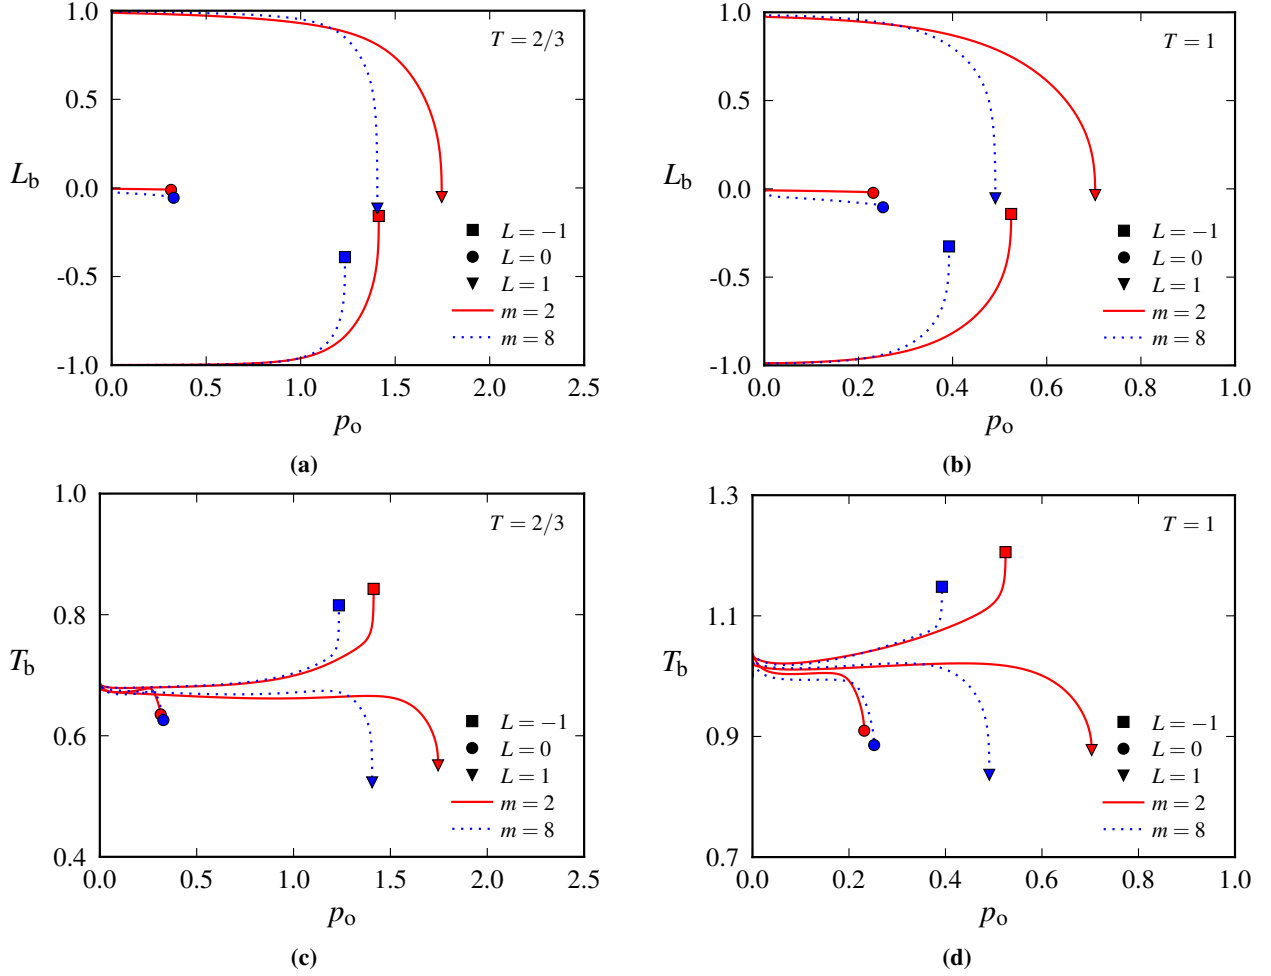 1.0
0.5
0.0
-0.5
-1.0
L_b
0.0 0.5 1.0 1.5 2.0 2.5
p_o
T = 2/3
L = −1
L = 0
L = 1
m = 2
m = 8
(a)
1.0
0.5
0.0
-0.5
-1.0
L_b
0.0 0.2 0.4 0.6 0.8 1.0
p_o
T = 1
L = −1
L = 0
L = 1
m = 2
m = 8
(b)
1.0
0.8
0.6
0.4
T_b
0.0 0.5 1.0 1.5 2.0 2.5
p_o
T = 2/3
L = −1
L = 0
L = 1
m = 2
m = 8
(c)
1.3
1.1
0.9
0.7
T_b
0.0 0.2 0.4 0.6 0.8 1.0
p_o
T = 1
L = −1
L = 0
L = 1
m = 2
m = 8
(d)